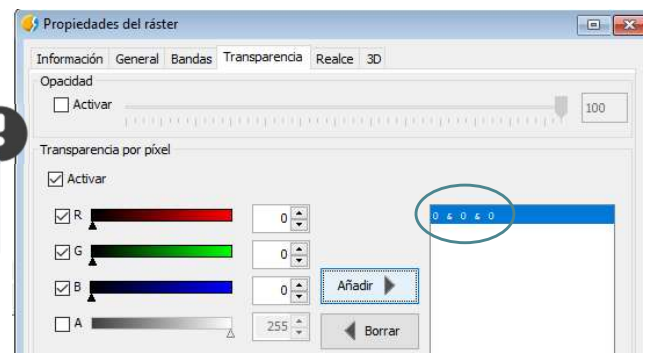 Propiedades del ráster
Información General Bandas Transparencia Realce 3D
Opacidad
Activar 100
Transparencia por píxel
Activar
R 0
0 & 0 & 0
G 0
B 0 Añadir
A 255 Borrar